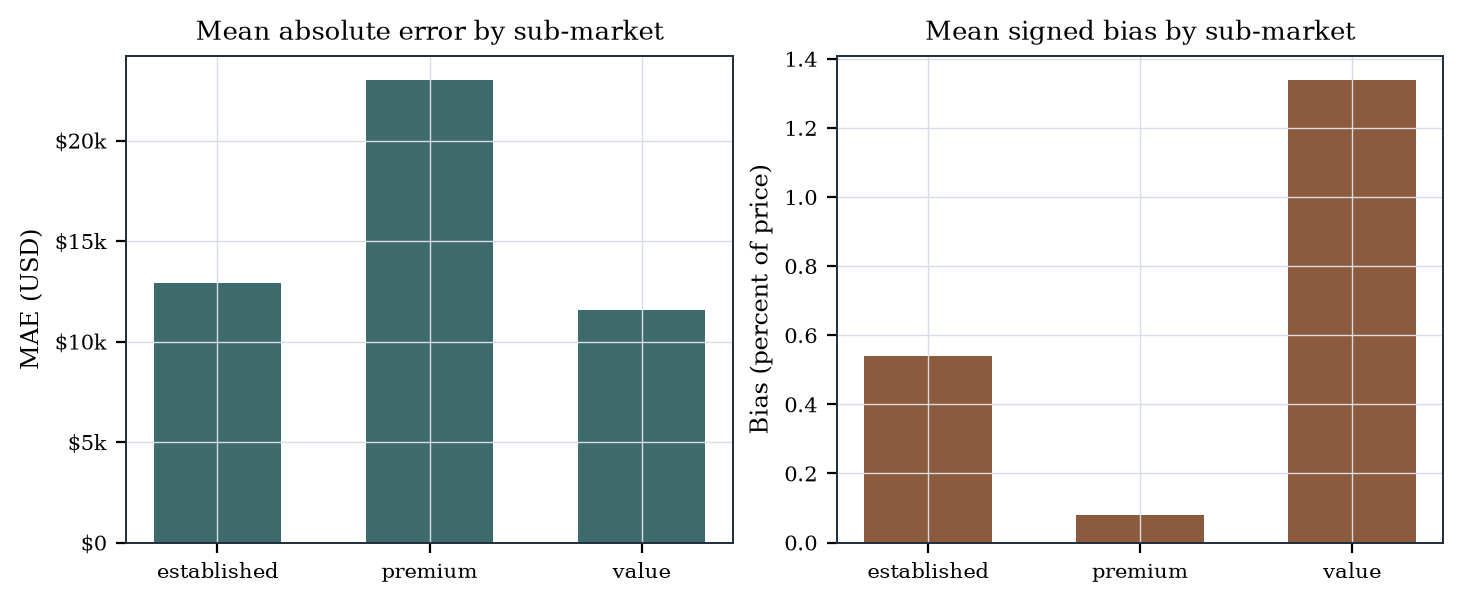 Mean absolute error by sub-market
MAE (USD)
$20k
$15k
$10k
$5k
$0
established premium value
Mean signed bias by sub-market
Bias (percent of price)
1.4
1.2
1.0
0.8
0.6
0.4
0.2
0.0
established premium value